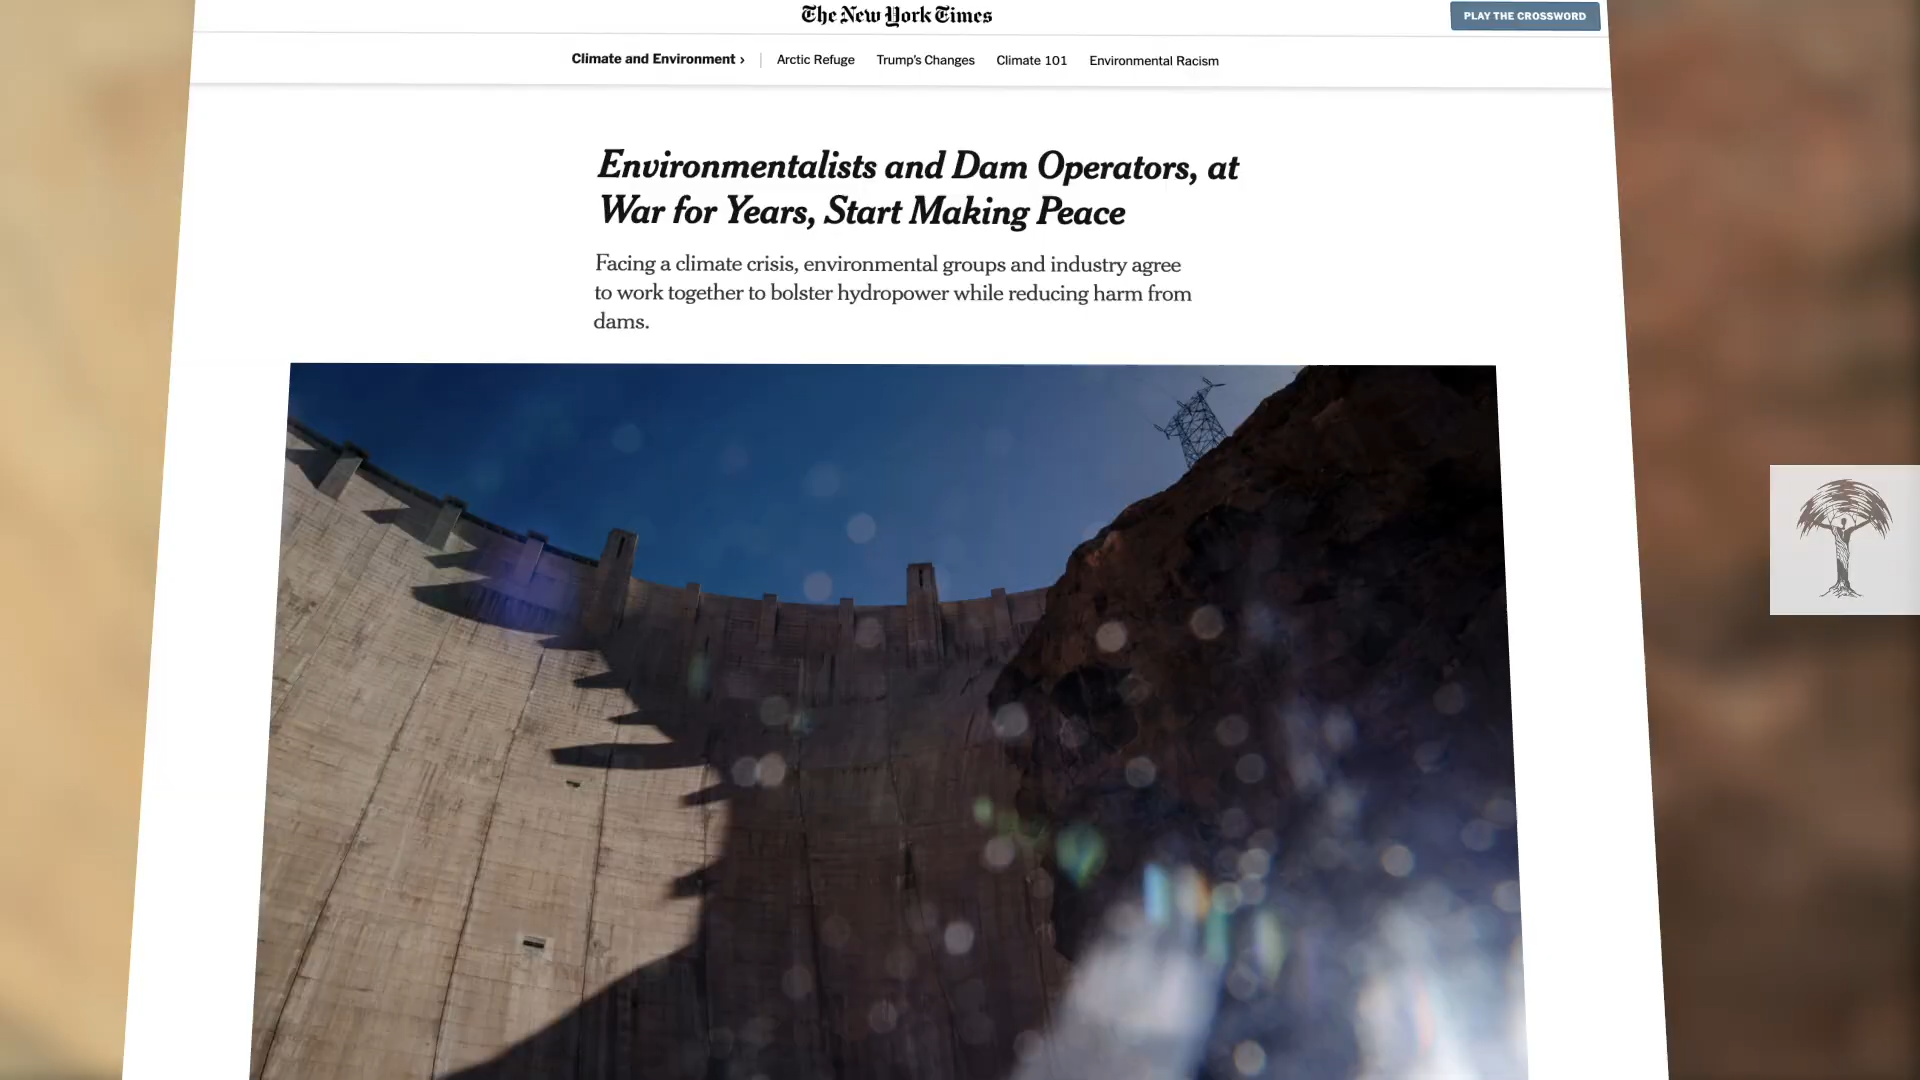 The New York Times
PLAY THE CROSSWORD
Climate and Environment › | Arctic Refuge Trump's Changes Climate 101 Environmental Racism
Environmentalists and Dam Operators, at
War for Years, Start Making Peace
Facing a climate crisis, environmental groups and industry agree
to work together to bolster hydropower while reducing harm from
dams.